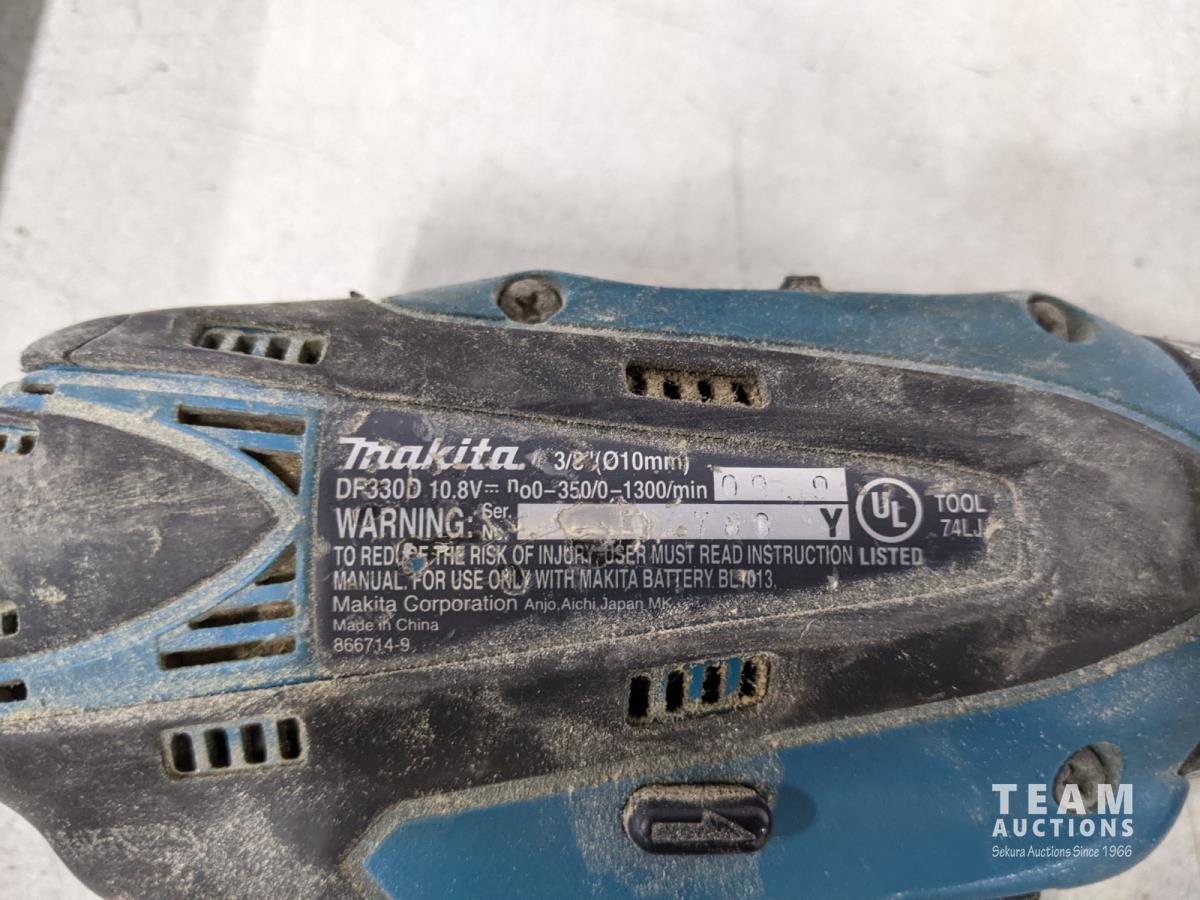 Makita 3/8"(Ø10mm)
DF330D 10.8V⎓ no0-350/0-1300/min
WARNING: Ser. No. Y
UL LISTED
TOOL
74LJ
TO REDUCE THE RISK OF INJURY, USER MUST READ INSTRUCTION
MANUAL. FOR USE ONLY WITH MAKITA BATTERY BL1013.
Makita Corporation Anjo, Aichi, Japan MK
Made in China
866714-9
TEAM
AUCTIONS
Sekura Auctions Since 1966